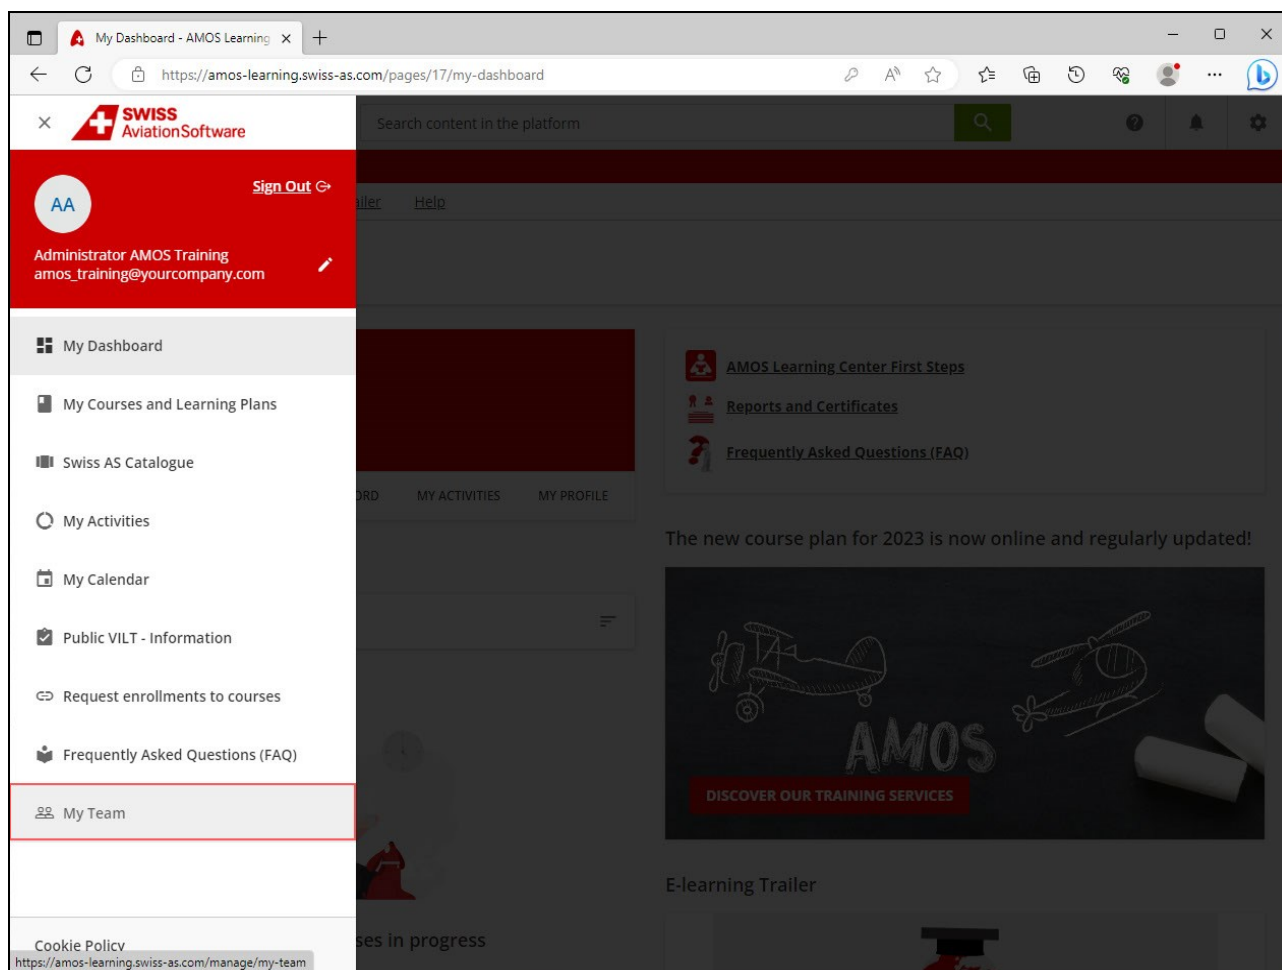 My Dashboard - AMOS Learning
https://amos-learning.swiss-as.com/pages/17/my-dashboard
SWISS
AviationSoftware
Search content in the platform
Sign Out
AA
Help
Administrator AMOS Training
amos_training@yourcompany.com
My Dashboard
My Courses and Learning Plans
Swiss AS Catalogue
My Activities
My Calendar
Public VILT - Information
Request enrollments to courses
Frequently Asked Questions (FAQ)
My Team
Cookie Policy
https://amos-learning.swiss-as.com/manage/my-team
AMOS Learning Center First Steps
Reports and Certificates
Frequently Asked Questions (FAQ)
MY ACTIVITIES MY PROFILE
The new course plan for 2023 is now online and regularly updated!
AMOS
DISCOVER OUR TRAINING SERVICES
E-learning Trailer
in progress